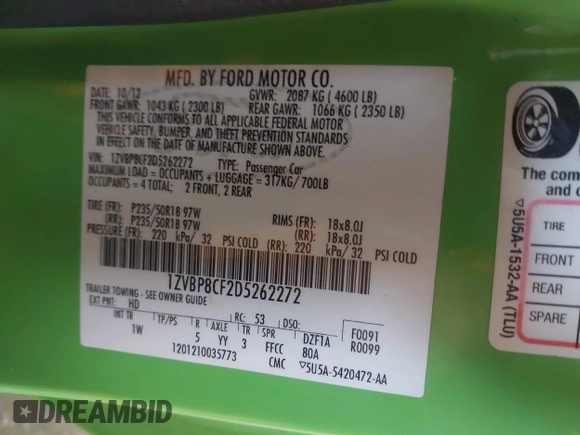 MFD. BY FORD MOTOR CO.
DATE: 10/12 GVWR: 2087 KG ( 4600 LB)
FRONT GAWR: 1043 KG ( 2300 LB) REAR GAWR: 1066 KG ( 2350 LB)
THIS VEHICLE CONFORMS TO ALL APPLICABLE FEDERAL MOTOR
VEHICLE SAFETY, BUMPER, AND THEFT PREVENTION STANDARDS
IN EFFECT ON THE DATE OF MANUFACTURE SHOWN ABOVE.
VIN: 1ZVBP8CF2D5262272 TYPE: Passenger Car
MAXIMUM LOAD = OCCUPANTS + LUGGAGE = 317KG/ 700LB
OCCUPANTS = 4 TOTAL; 2 FRONT, 2 REAR
TIRE (FR): P235/50R18 97W RIMS (FR): 18x8.0J
(RR): P235/50R18 97W (RR): 18x8.0J
PRESSURE (FR): 220 kPa/ 32 PSI COLD (RR): 220 kPa/ 32 PSI COLD
1ZVBP8CF2D5262272
TRAILER TOWING - SEE OWNER GUIDE
EXT PNT: HD RC: 53 DSO: F0091
INT TR TP/PS R AXLE TR SPR DZF1A R0099
1W 5 YY 3 FFCC 80A
1201210035773 CMC ▽5U5A-5420472-AA
The com
and c
▽5U5A-1532-AA (TLU)
TIRE
FRONT
REAR
SPARE
DREAMBID